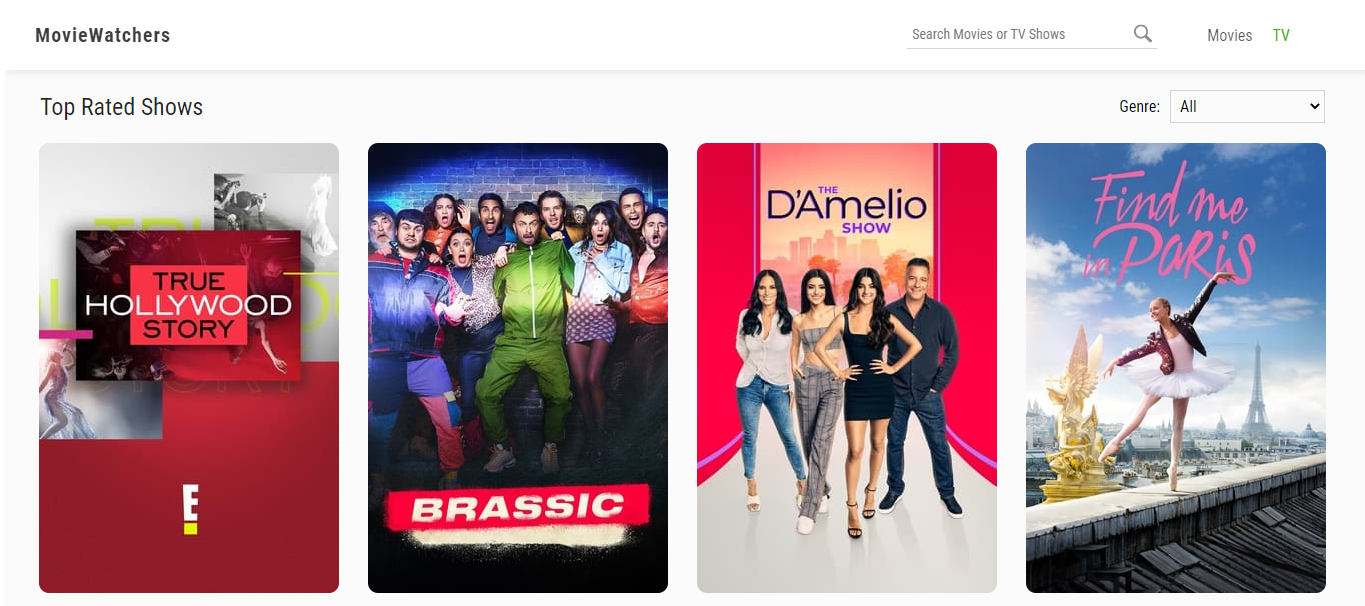 MovieWatchers
Search Movies or TV Shows
Movies
TV
Top Rated Shows
Genre:
All
TRUE
HOLLYWOOD
STORY
E!
BRASSIC
THE
D'Amelio
SHOW
Find me
in PARiS